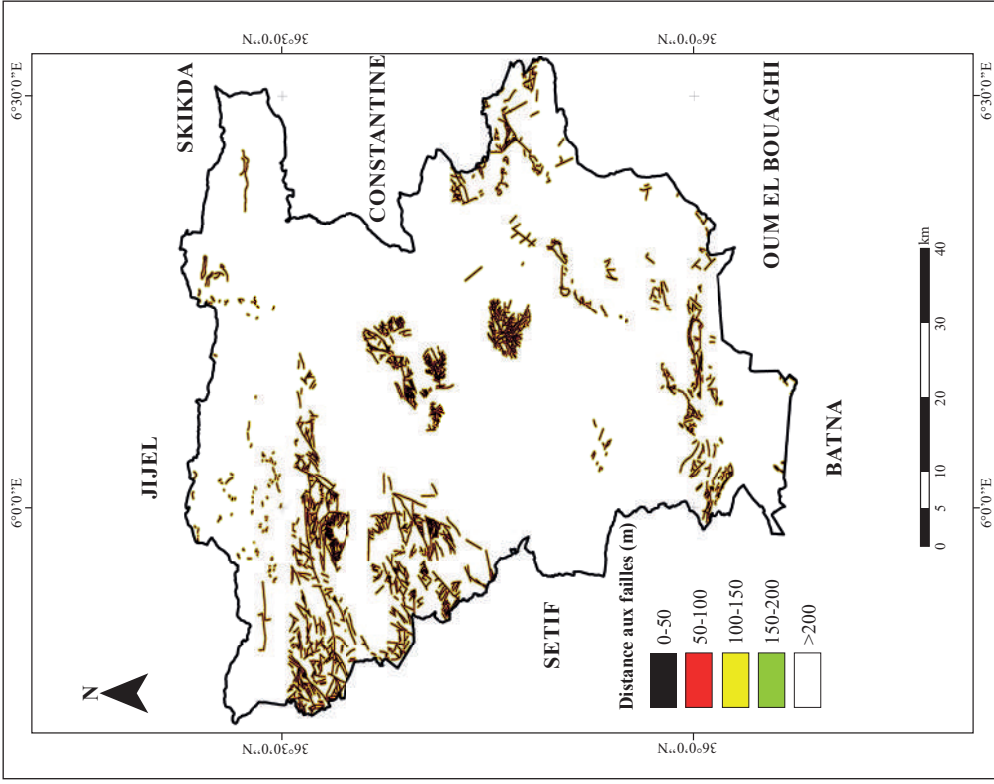 6°0'0"E
6°30'0"E
N
SKIKDA
JIJEL
36°30'0"N
36°30'0"N
CONSTANTINE
SETIF
Distance aux failles (m)
0-50
50-100
100-150
150-200
>200
36°0'0"N
36°0'0"N
OUM EL BOUAGHI
BATNA
0 5 10 20 30 40
km
6°0'0"E
6°30'0"E